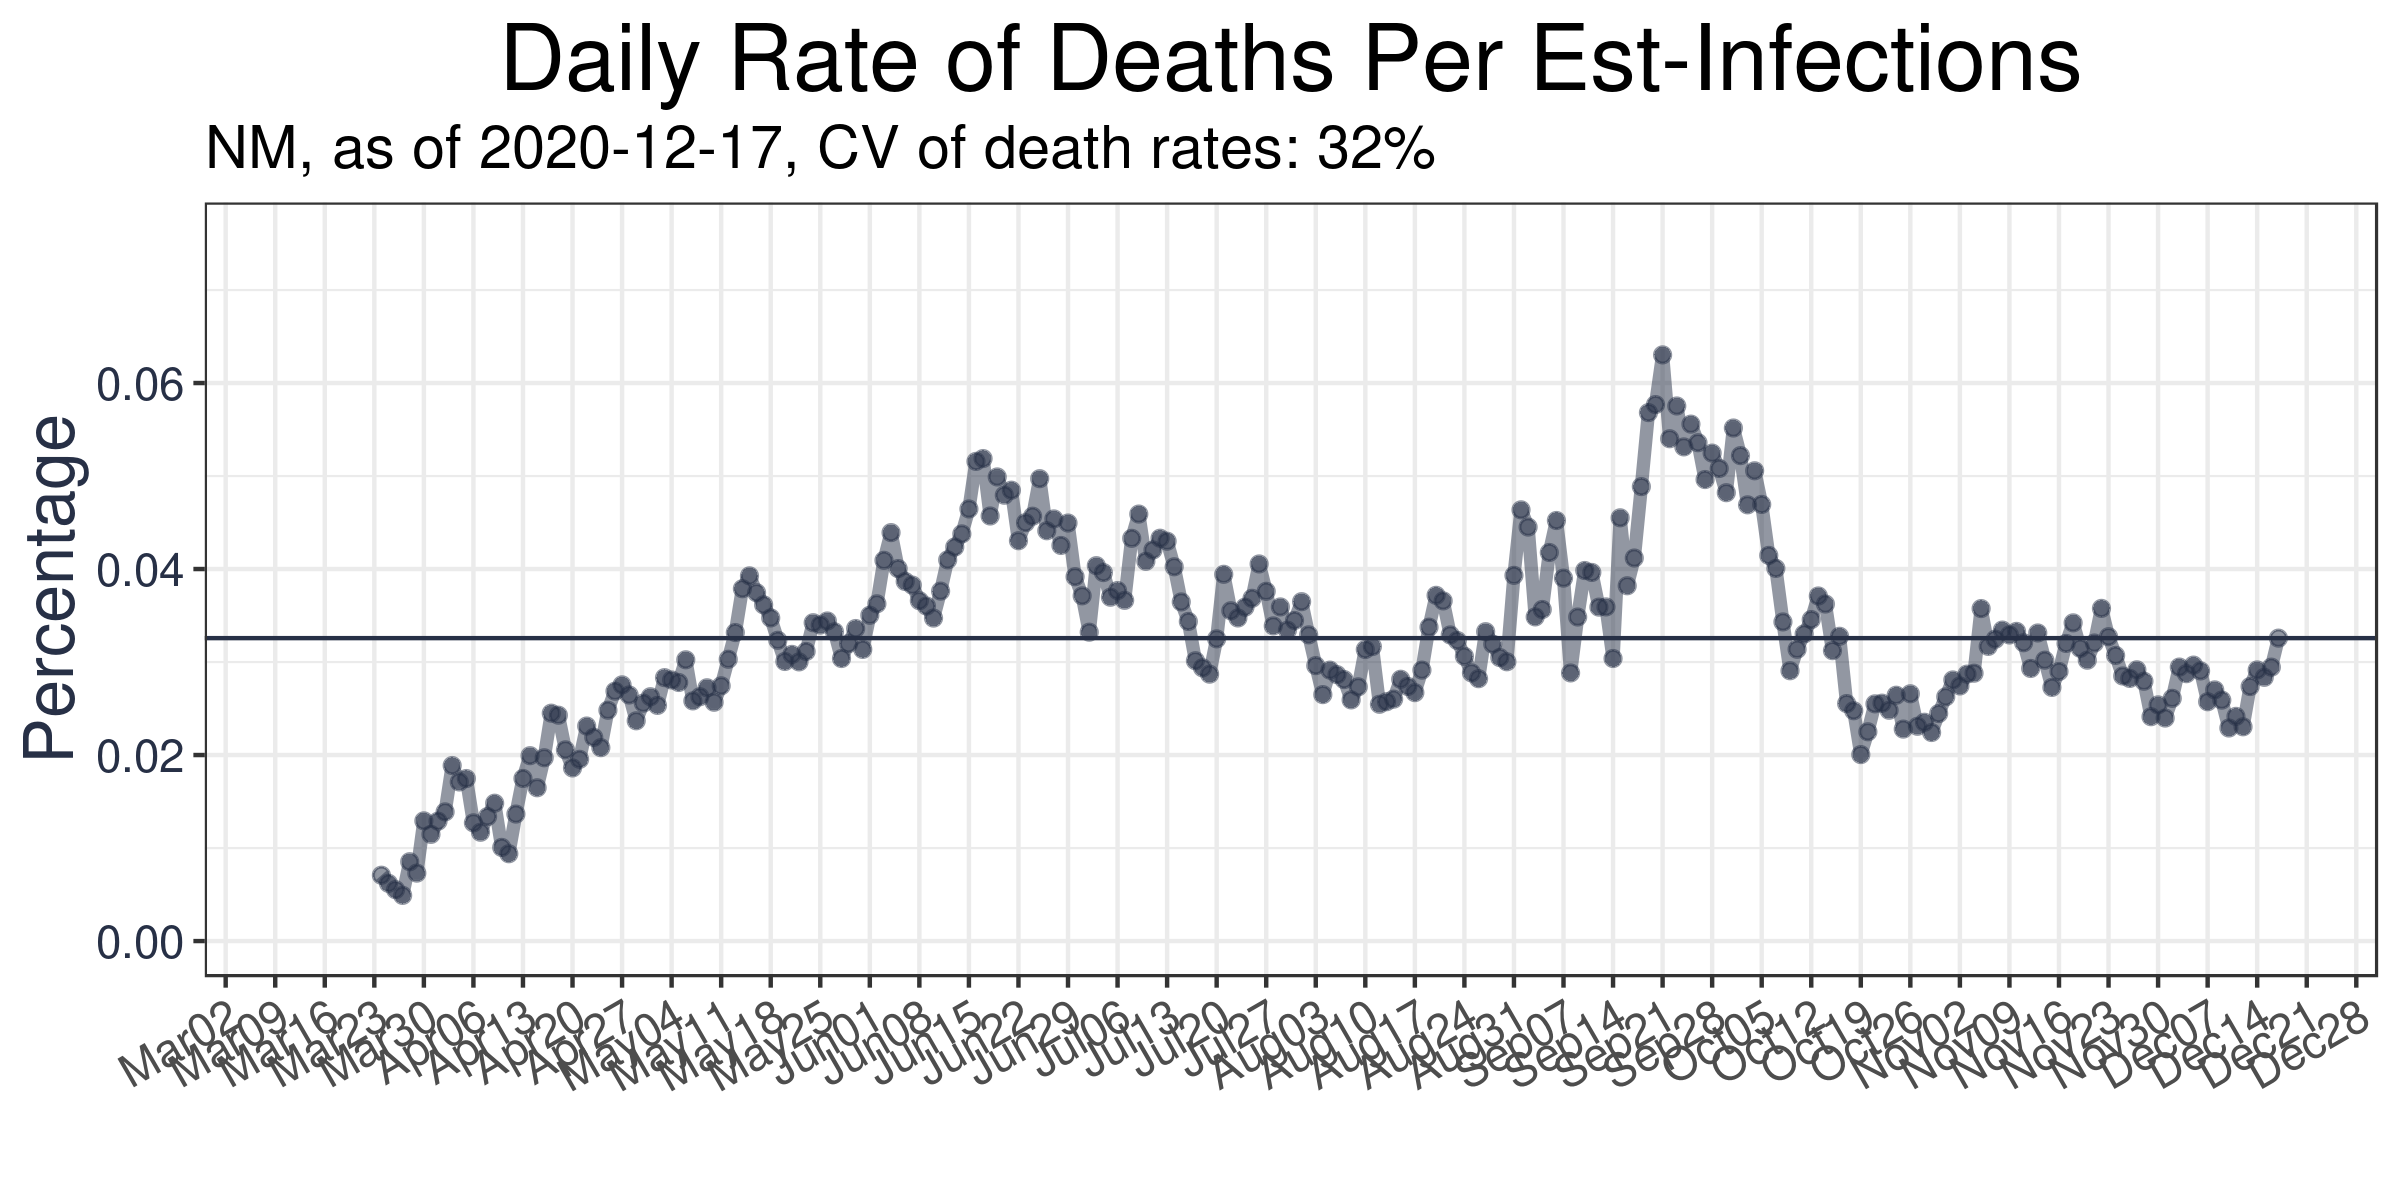 Daily Rate of Deaths Per Est-Infections
NM, as of 2020-12-17, CV of death rates: 32%
Percentage
0.06
0.04
0.02
0.00
Mar02
Mar09
Mar16
Mar23
Mar30
Apr06
Apr13
Apr20
Apr27
May04
May11
May18
May25
Jun01
Jun08
Jun15
Jun22
Jun29
Jul06
Jul13
Jul20
Jul27
Aug03
Aug10
Aug17
Aug24
Aug31
Sep07
Sep14
Sep21
Sep28
Oct05
Oct12
Oct19
Oct26
Nov02
Nov09
Nov16
Nov23
Nov30
Dec07
Dec14
Dec21
Dec28